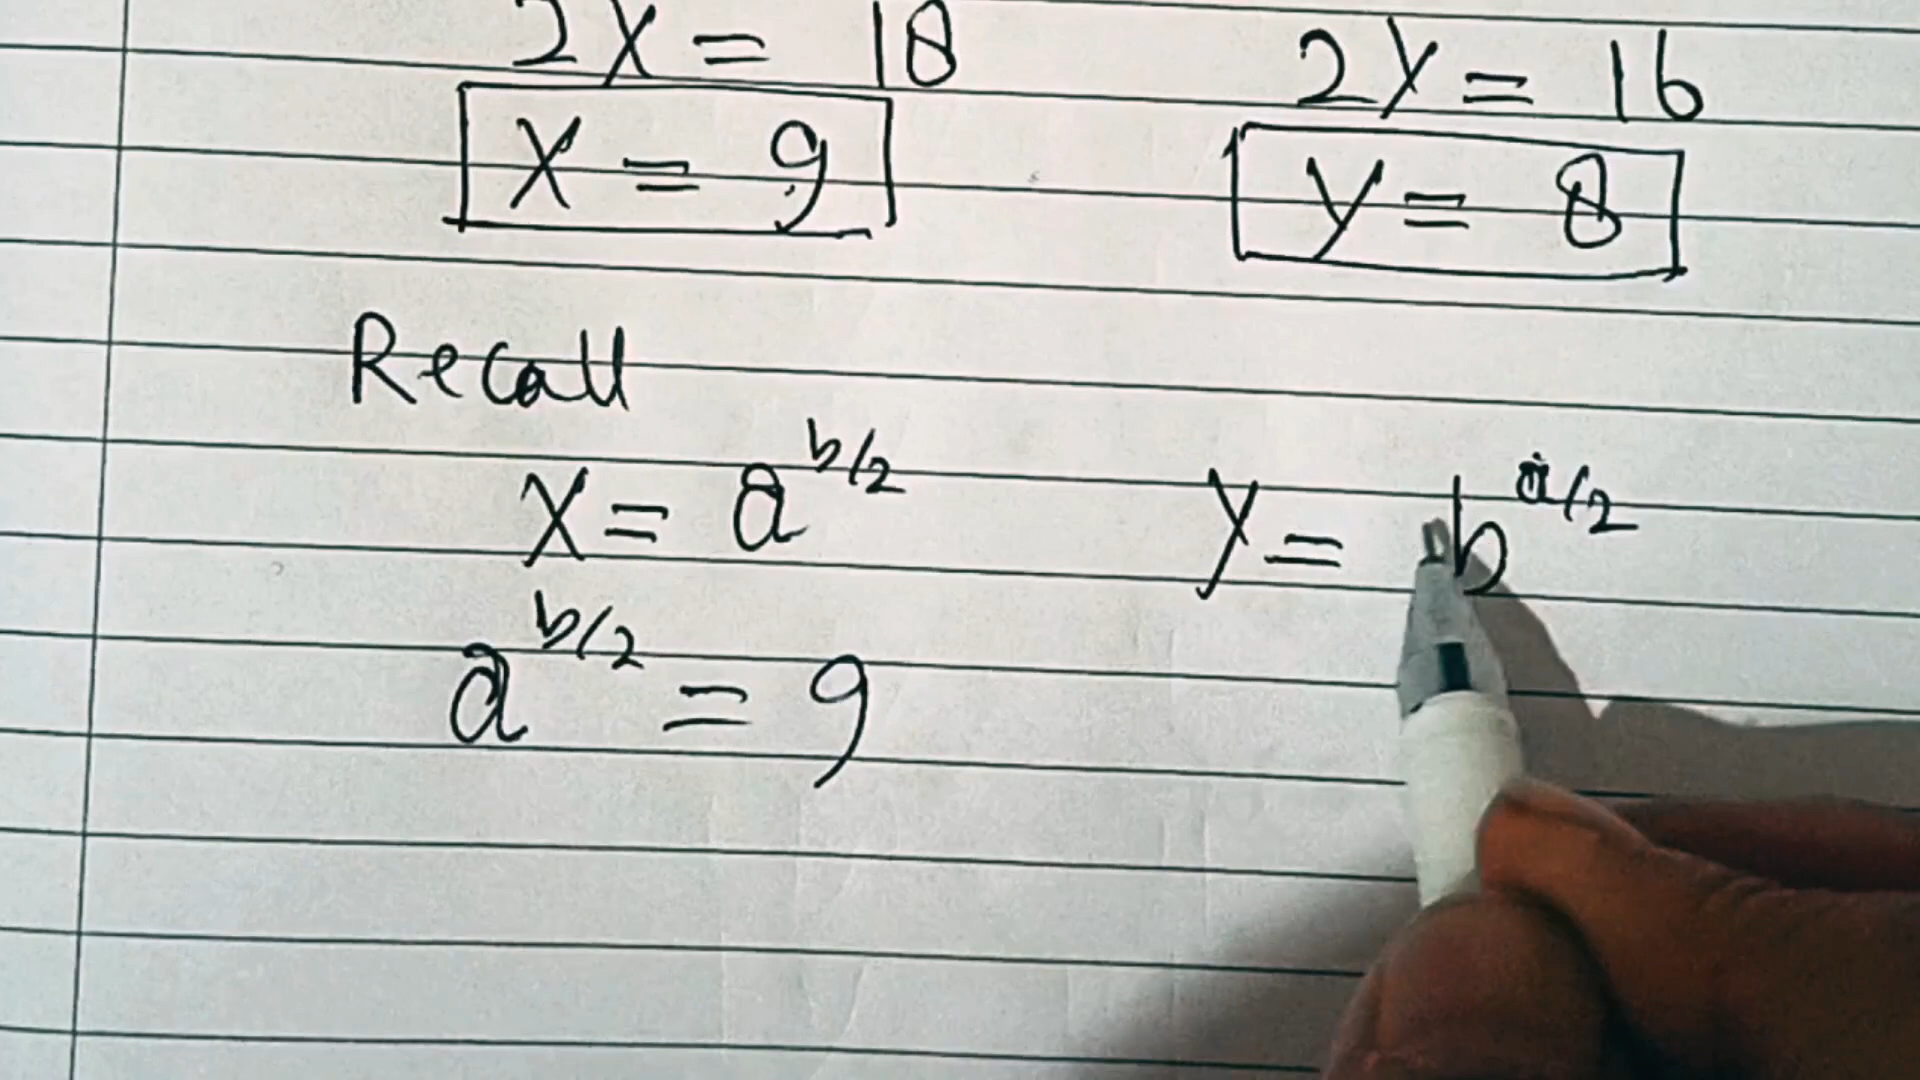 2x = 18 2y = 16
x = 9 y = 8
Recall
x = a^{b/2} y = b^{a/2}
a^{b/2} = 9